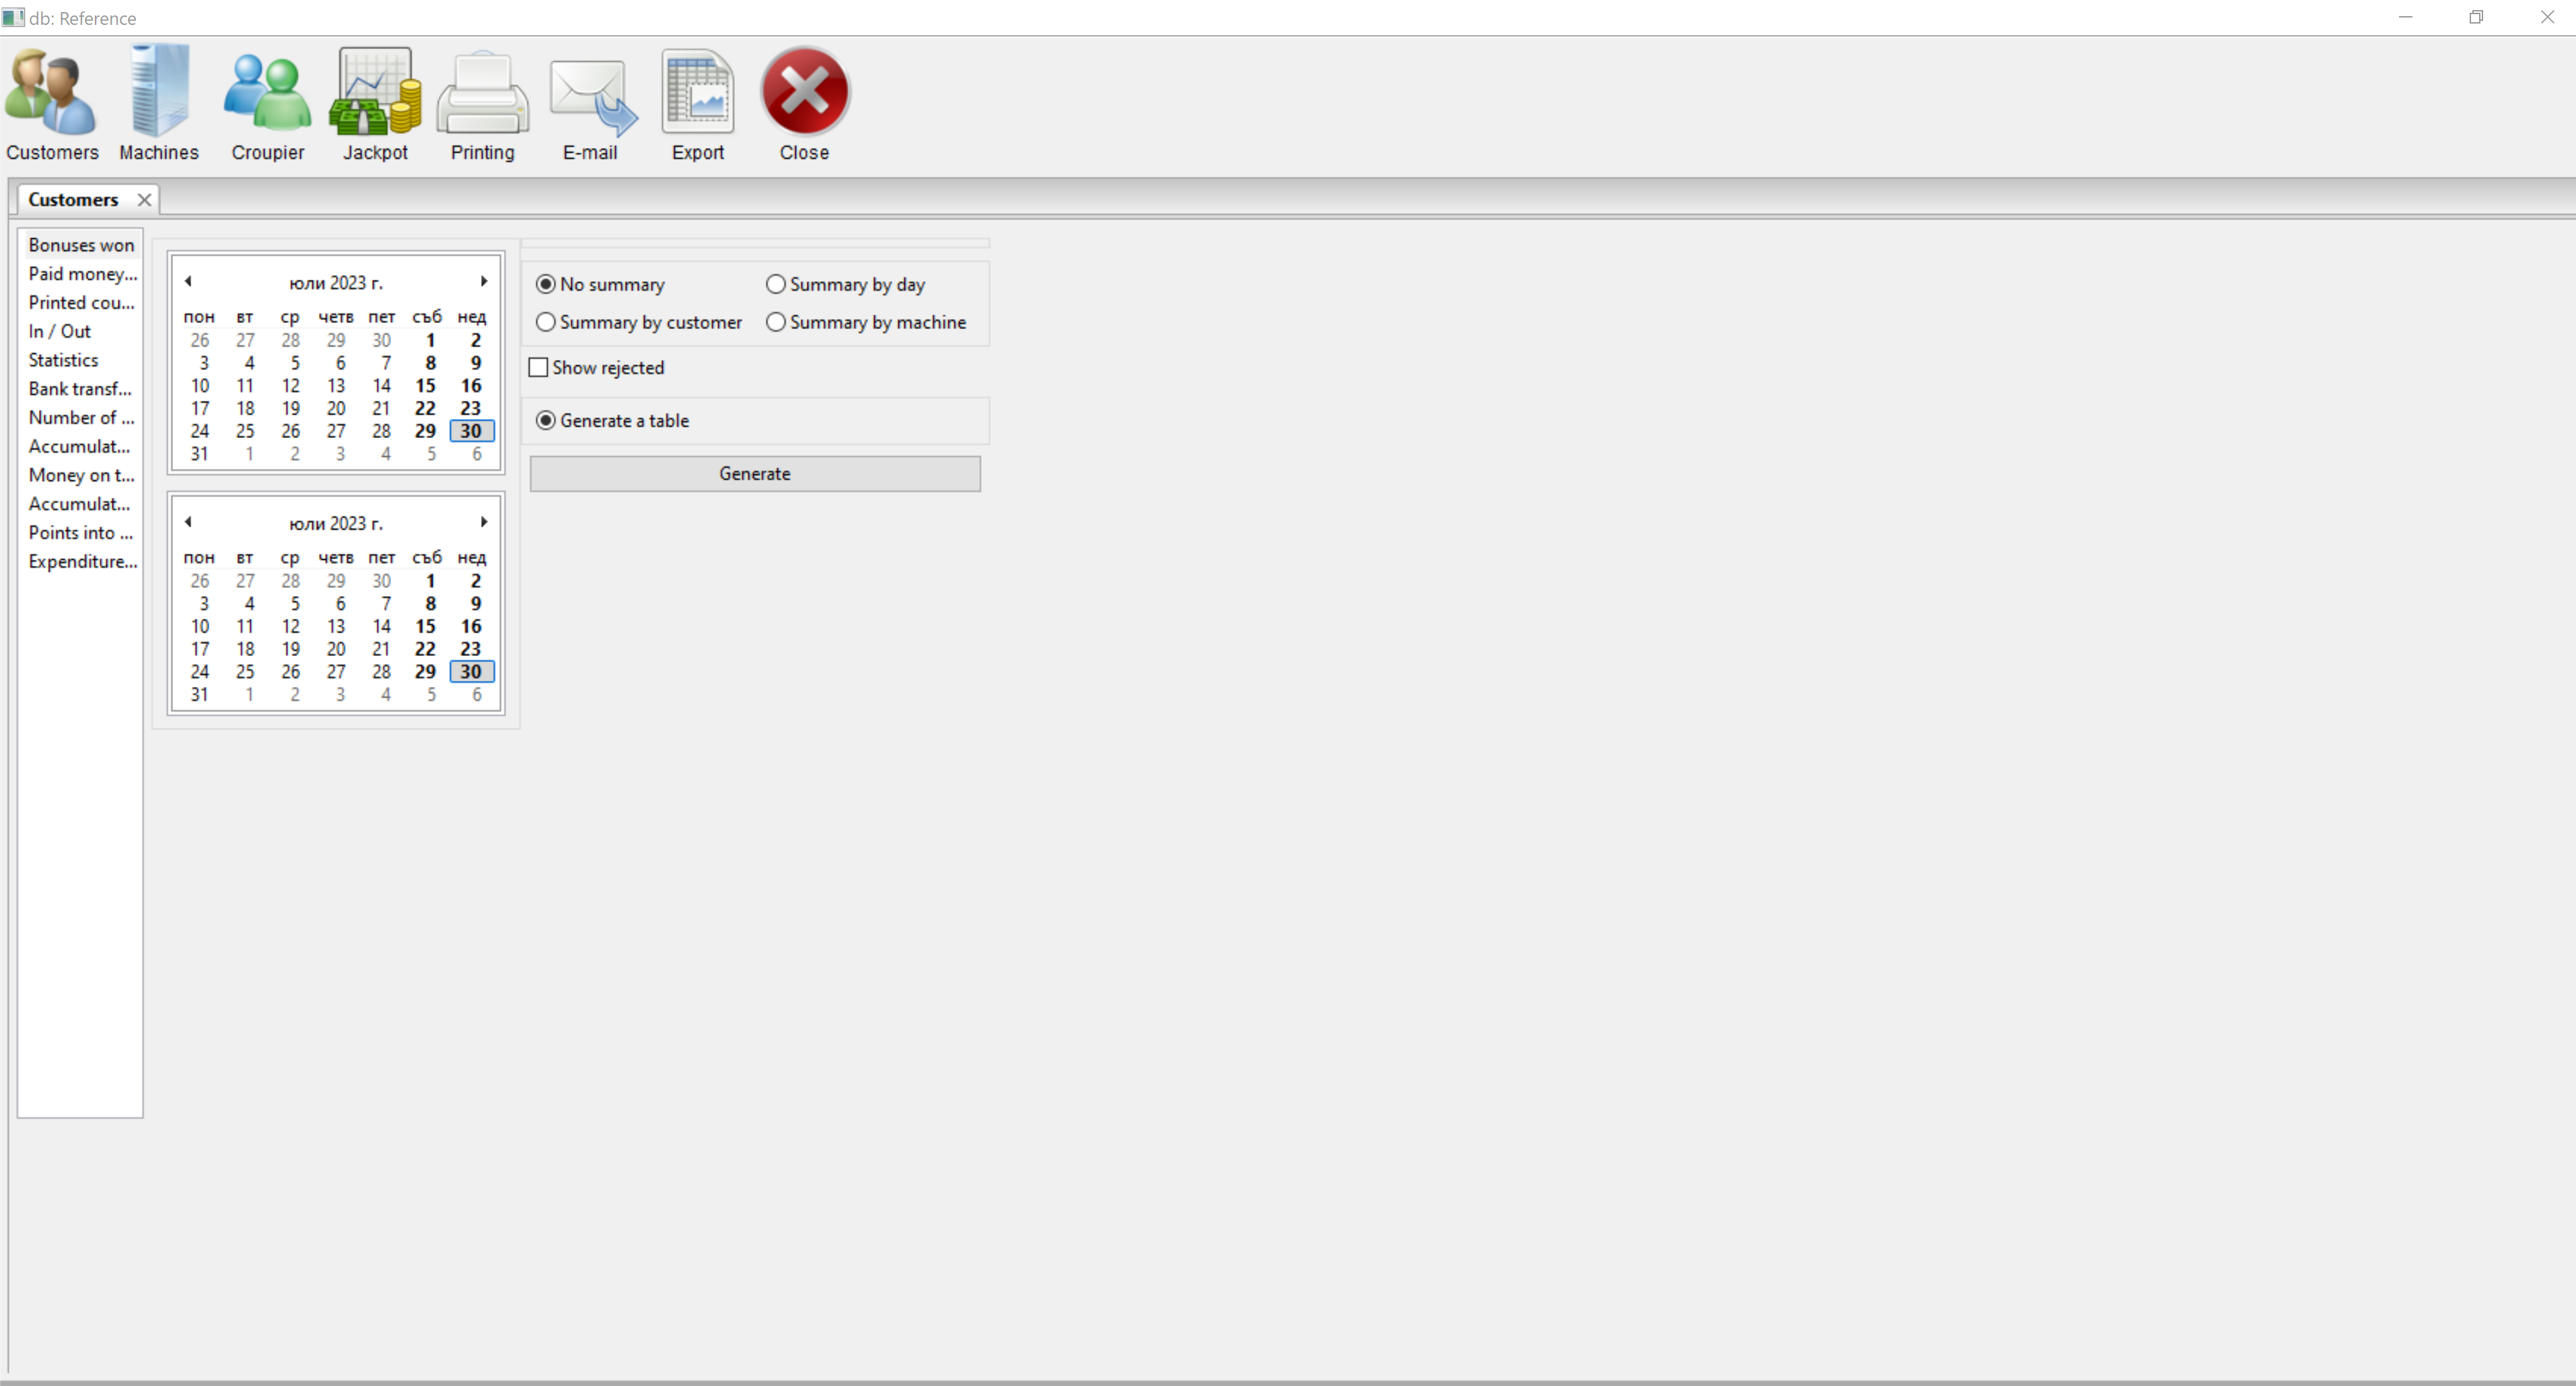 db: Reference
Customers Machines Croupier Jackpot Printing E-mail Export Close
Customers
Bonuses won
Paid money...
Printed cou...
In / Out
Statistics
Bank transf...
Number of ...
Accumulat...
Money on t...
Accumulat...
Points into ...
Expenditure...
юли 2023 г.
пон вт ср четв пет съб нед
26 27 28 29 30 1 2
3 4 5 6 7 8 9
10 11 12 13 14 15 16
17 18 19 20 21 22 23
24 25 26 27 28 29 30
31 1 2 3 4 5 6
юли 2023 г.
пон вт ср четв пет съб нед
26 27 28 29 30 1 2
3 4 5 6 7 8 9
10 11 12 13 14 15 16
17 18 19 20 21 22 23
24 25 26 27 28 29 30
31 1 2 3 4 5 6
No summary Summary by day
Summary by customer Summary by machine
Show rejected
Generate a table
Generate